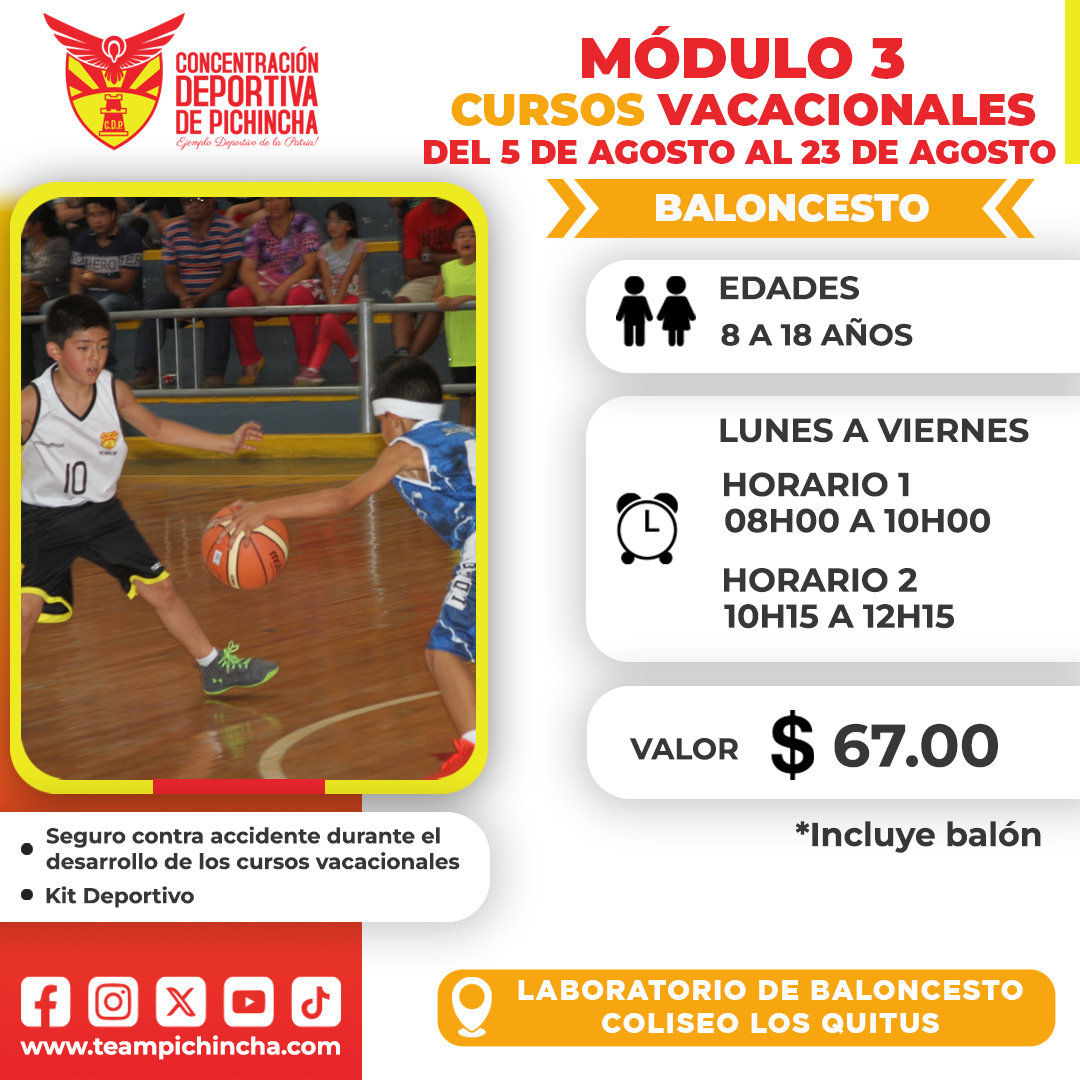 CONCENTRACIÓN
DEPORTIVA
DE PICHINCHA
Ejemplo Deportivo de la Patria!
C.D.P.
MÓDULO 3
CURSOS VACACIONALES
DEL 5 DE AGOSTO AL 23 DE AGOSTO
BALONCESTO
EDADES
8 A 18 AÑOS
LUNES A VIERNES
HORARIO 1
08H00 A 10H00
HORARIO 2
10H15 A 12H15
VALOR $ 67.00
*Incluye balón
10
Seguro contra accidente durante el
desarrollo de los cursos vacacionales
Kit Deportivo
www.teampichincha.com
LABORATORIO DE BALONCESTO
COLISEO LOS QUITUS